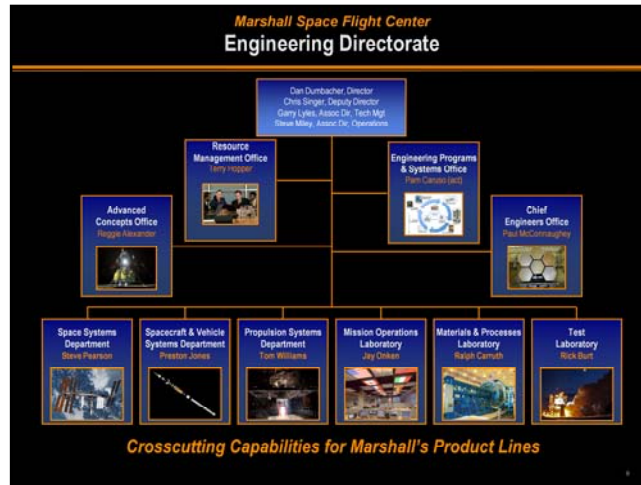 Marshall Space Flight Center
Engineering Directorate
Dan Dumbacher, Director
Chris Singer, Deputy Director
Garry Lyles, Assoc Dir, Tech Mgt
Steve Miley, Assoc Dir, Operations
Resource
Management Office
Terry Hopper
Engineering Programs
& Systems Office
Pam Caruso (act)
Advanced
Concepts Office
Reggie Alexander
Chief
Engineers Office
Paul McConnaughey
Space Systems
Department
Steve Pearson
Spacecraft & Vehicle
Systems Department
Preston Jones
Propulsion Systems
Department
Tom Williams
Mission Operations
Laboratory
Jay Onken
Materials & Processes
Laboratory
Ralph Carruth
Test
Laboratory
Rick Burt
Crosscutting Capabilities for Marshall's Product Lines